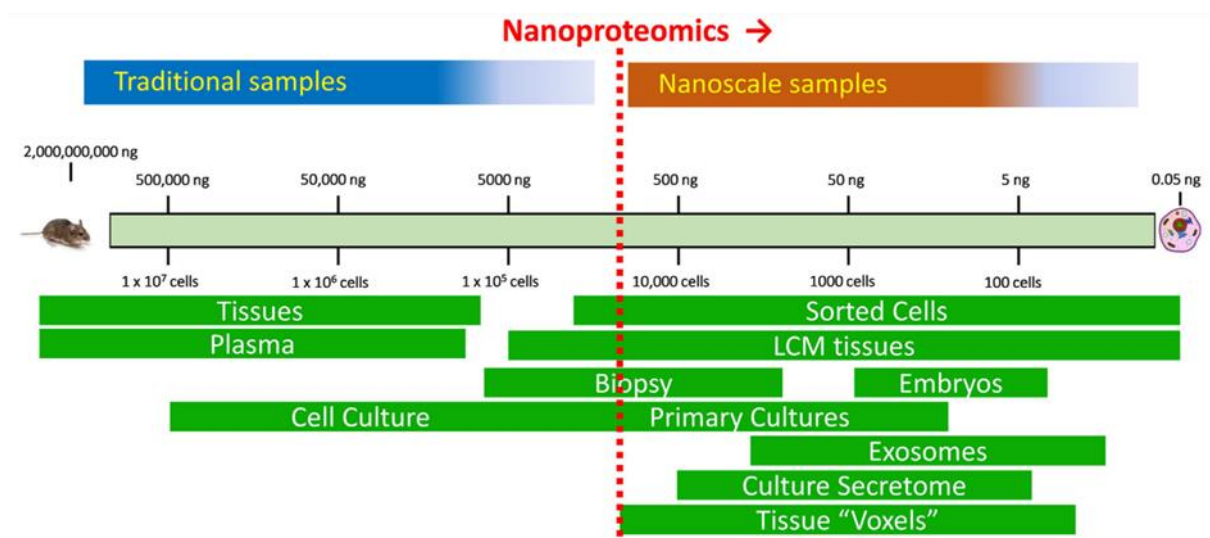 Nanoproteomics →
Traditional samples
Nanoscale samples
2,000,000,000 ng
500,000 ng
50,000 ng
5000 ng
500 ng
50 ng
5 ng
0.05 ng
1 x 10⁷ cells
1 x 10⁶ cells
1 x 10⁵ cells
10,000 cells
1000 cells
100 cells
Tissues
Sorted Cells
Plasma
LCM tissues
Biopsy
Embryos
Cell Culture
Primary Cultures
Exosomes
Culture Secretome
Tissue “Voxels”